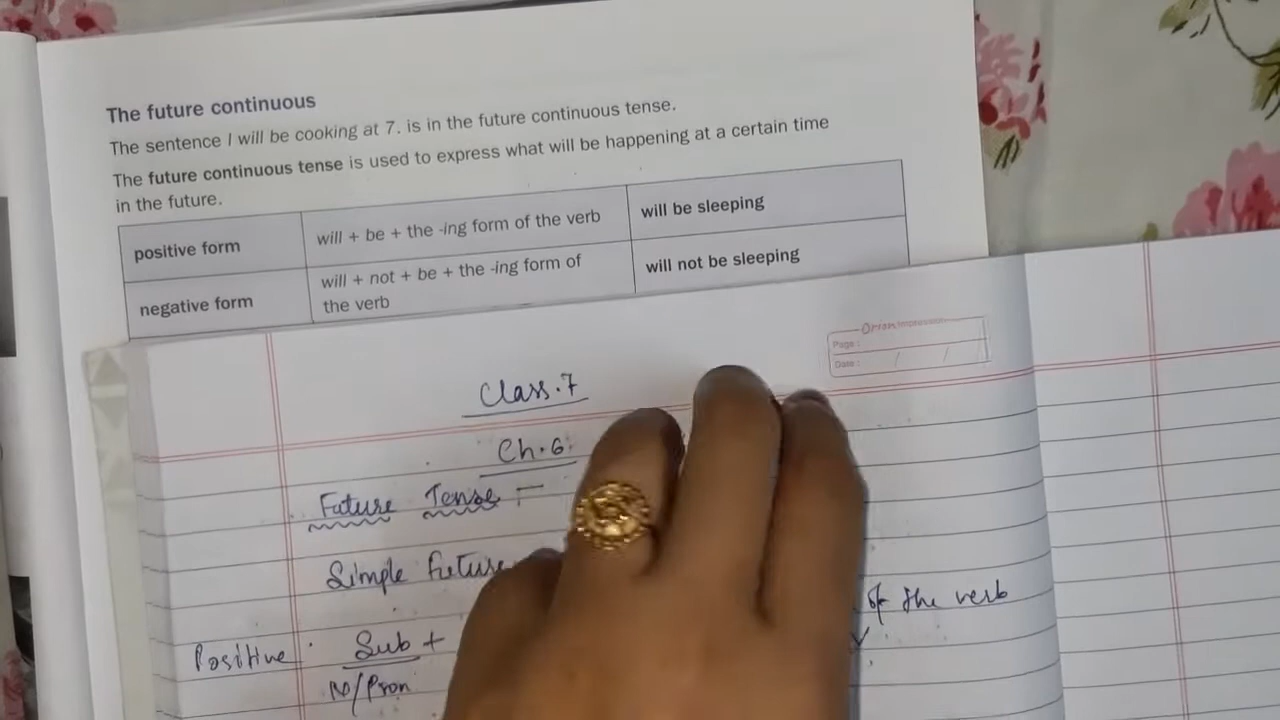 The future continuous
The sentence I will be cooking at 7. is in the future continuous tense.
The future continuous tense is used to express what will be happening at a certain time
in the future.
positive form will + be + the -ing form of the verb will be sleeping
negative form will + not + be + the -ing form of the verb will not be sleeping
Page :
Date : / /
Class.7
Ch.6
Future Tense
Simple future
of the verb
Positive : Sub +
N/Pron